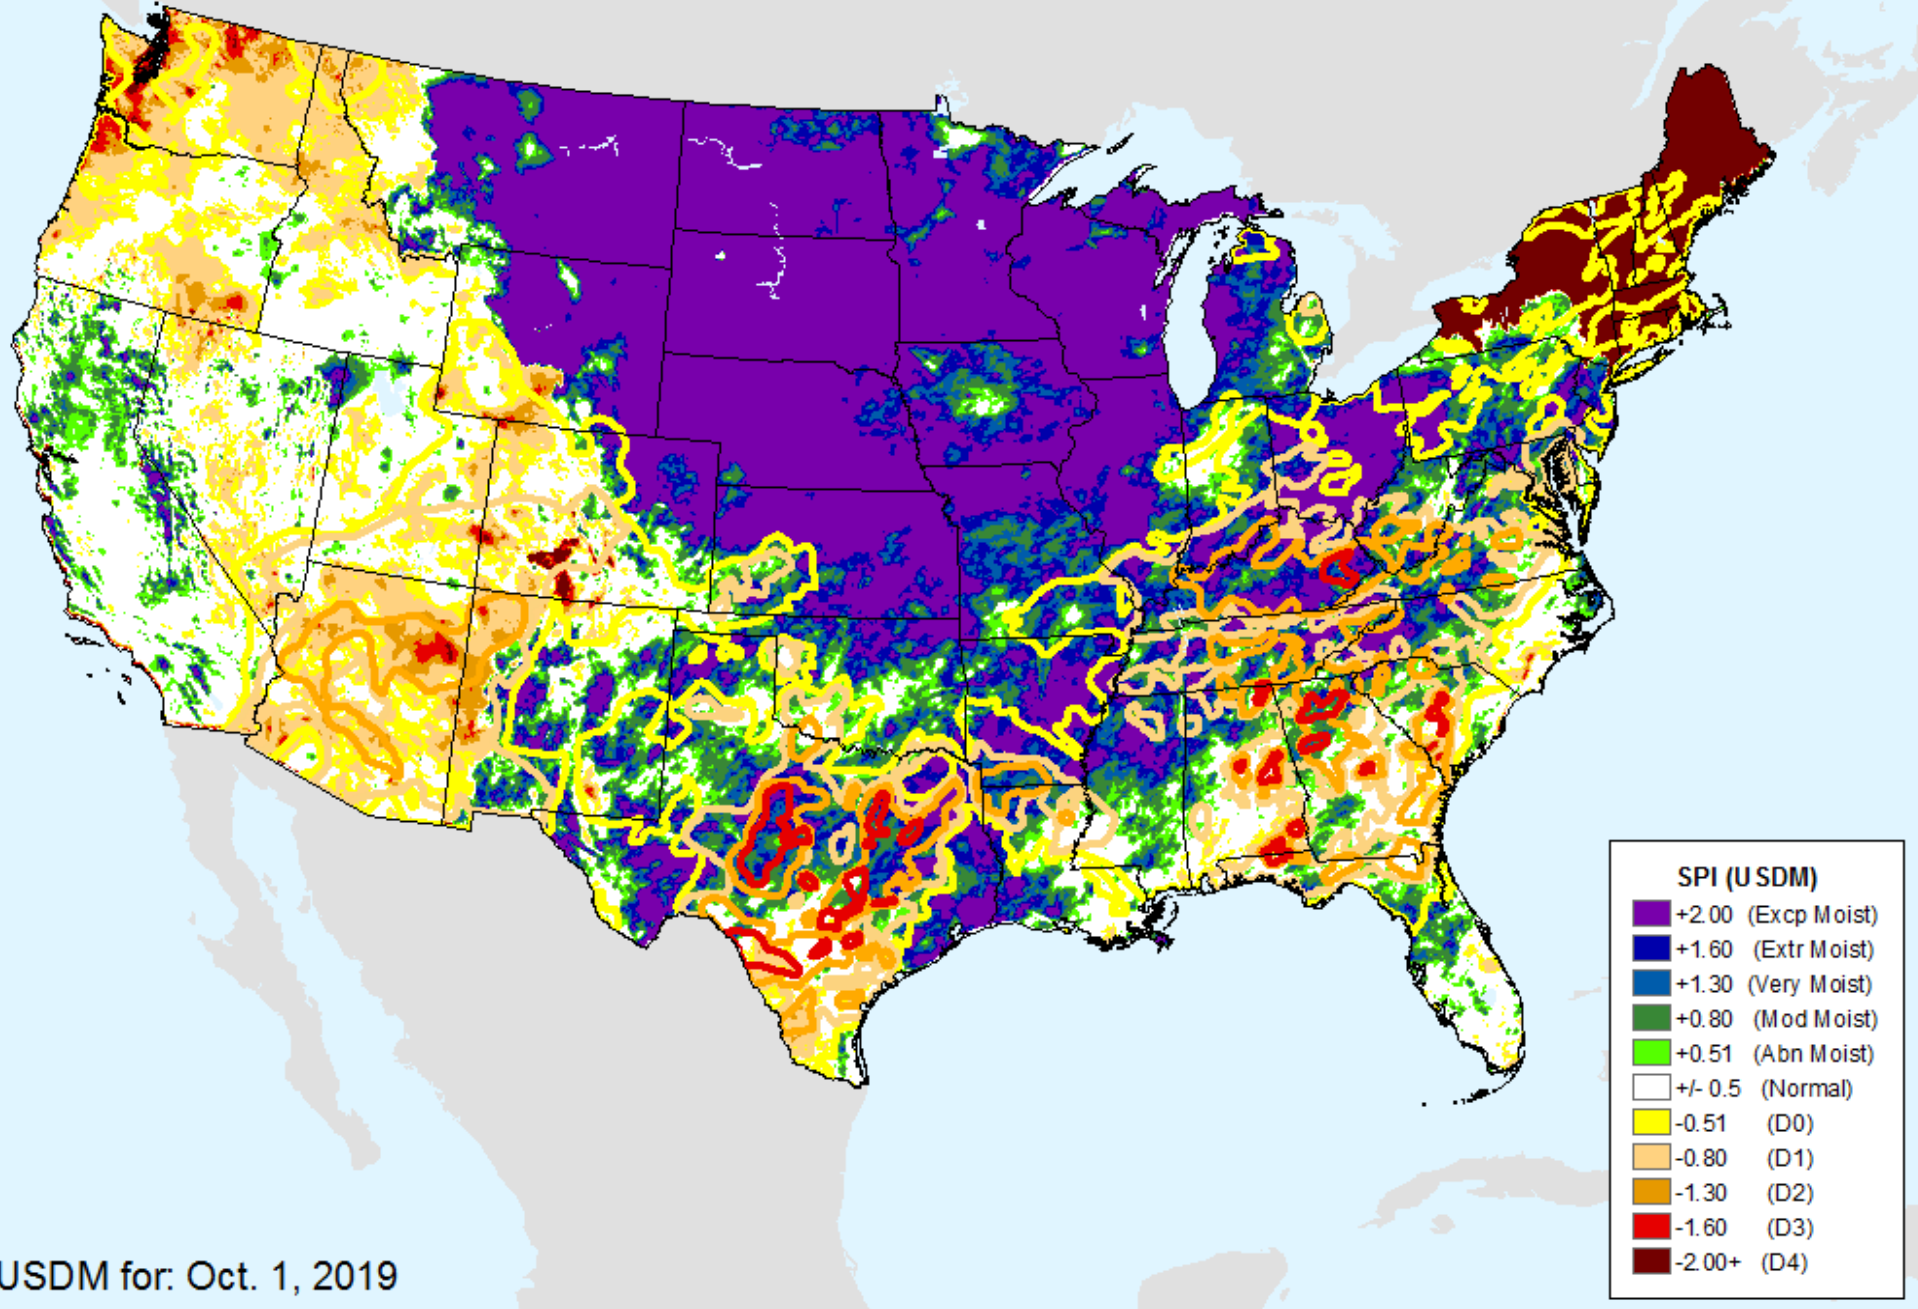 SPI (USDM)
+2.00 (Excp Moist)
+1.60 (Extr Moist)
+1.30 (Very Moist)
+0.80 (Mod Moist)
+0.51 (Abn Moist)
+/- 0.5 (Normal)
-0.51 (D0)
-0.80 (D1)
-1.30 (D2)
-1.60 (D3)
-2.00+ (D4)
USDM for: Oct. 1, 2019